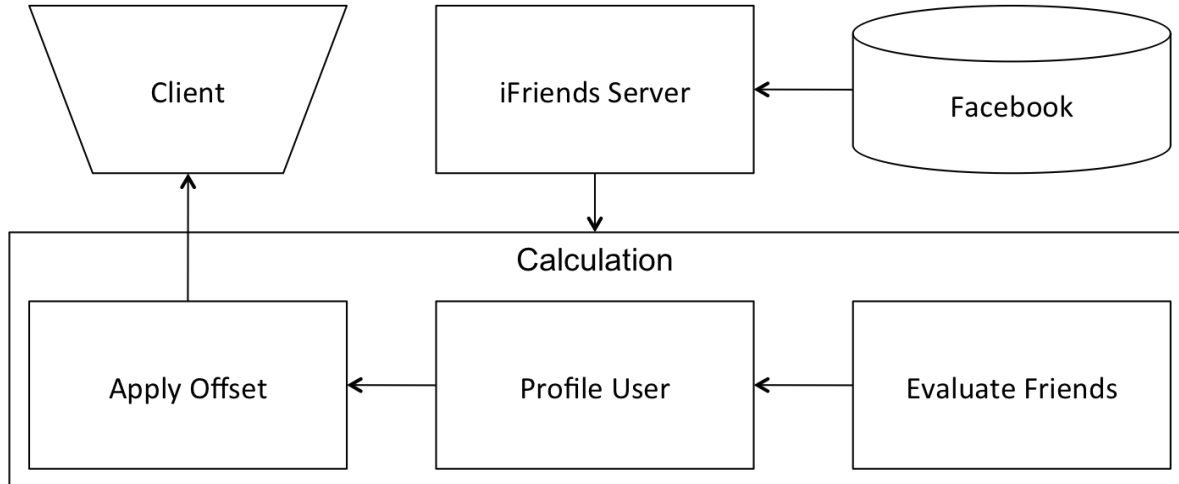 Client
iFriends Server
Facebook
Calculation
Apply Offset
Profile User
Evaluate Friends